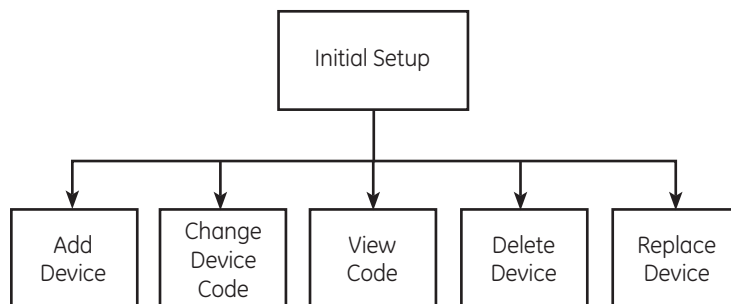 Initial Setup
Add
Device
Change
Device
Code
View
Code
Delete
Device
Replace
Device